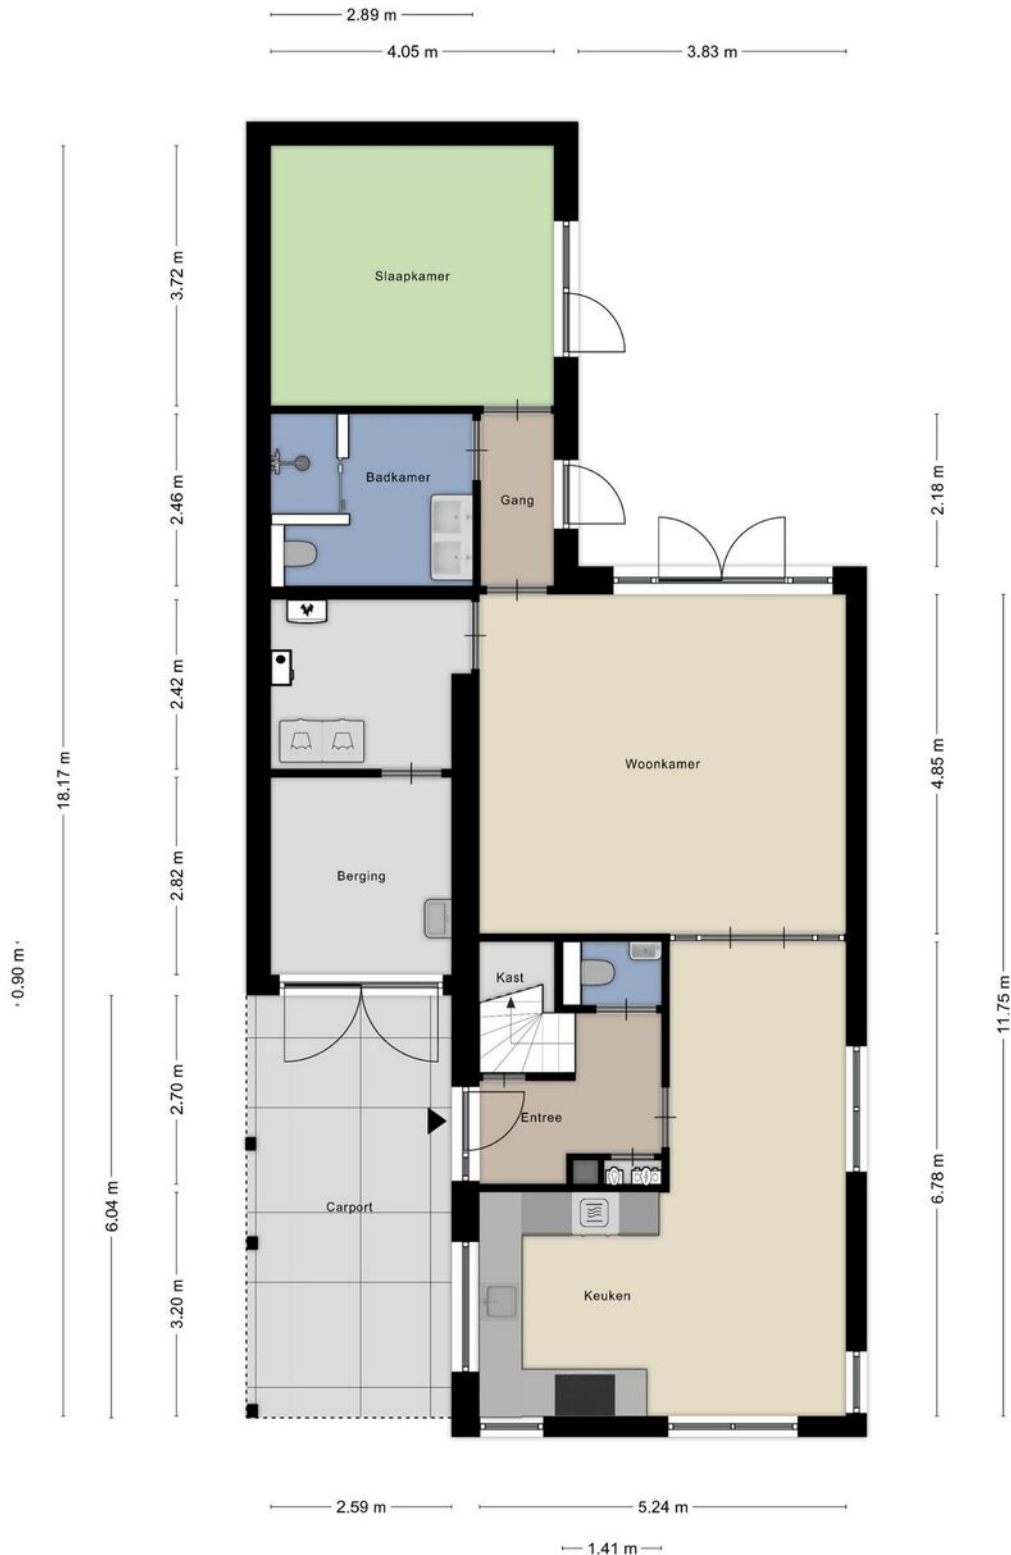 2.89 m
4.05 m
3.83 m
Slaapkamer
3.72 m
Badkamer
Gang
2.46 m
2.18 m
2.42 m
Woonkamer
4.85 m
18.17 m
Berging
2.82 m
Kast
0.90 m
11.75 m
2.70 m
Entree
6.78 m
6.04 m
Carport
3.20 m
Keuken
2.59 m
5.24 m
1.41 m